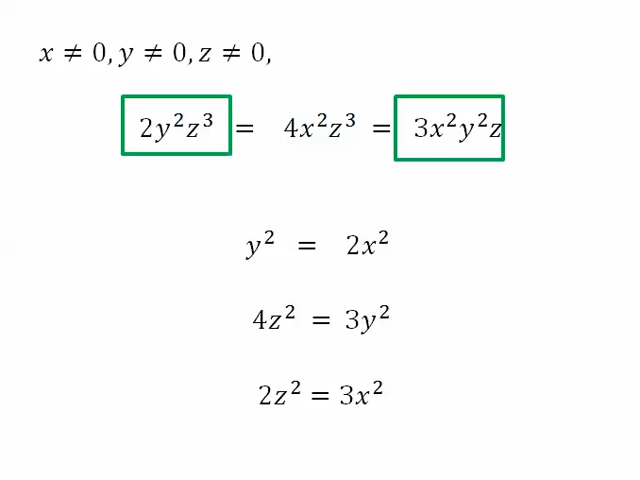 x ≠ 0, y ≠ 0, z ≠ 0,
2y²z³ = 4x²z³ = 3x²y²z
y² = 2x²
4z² = 3y²
2z² = 3x²